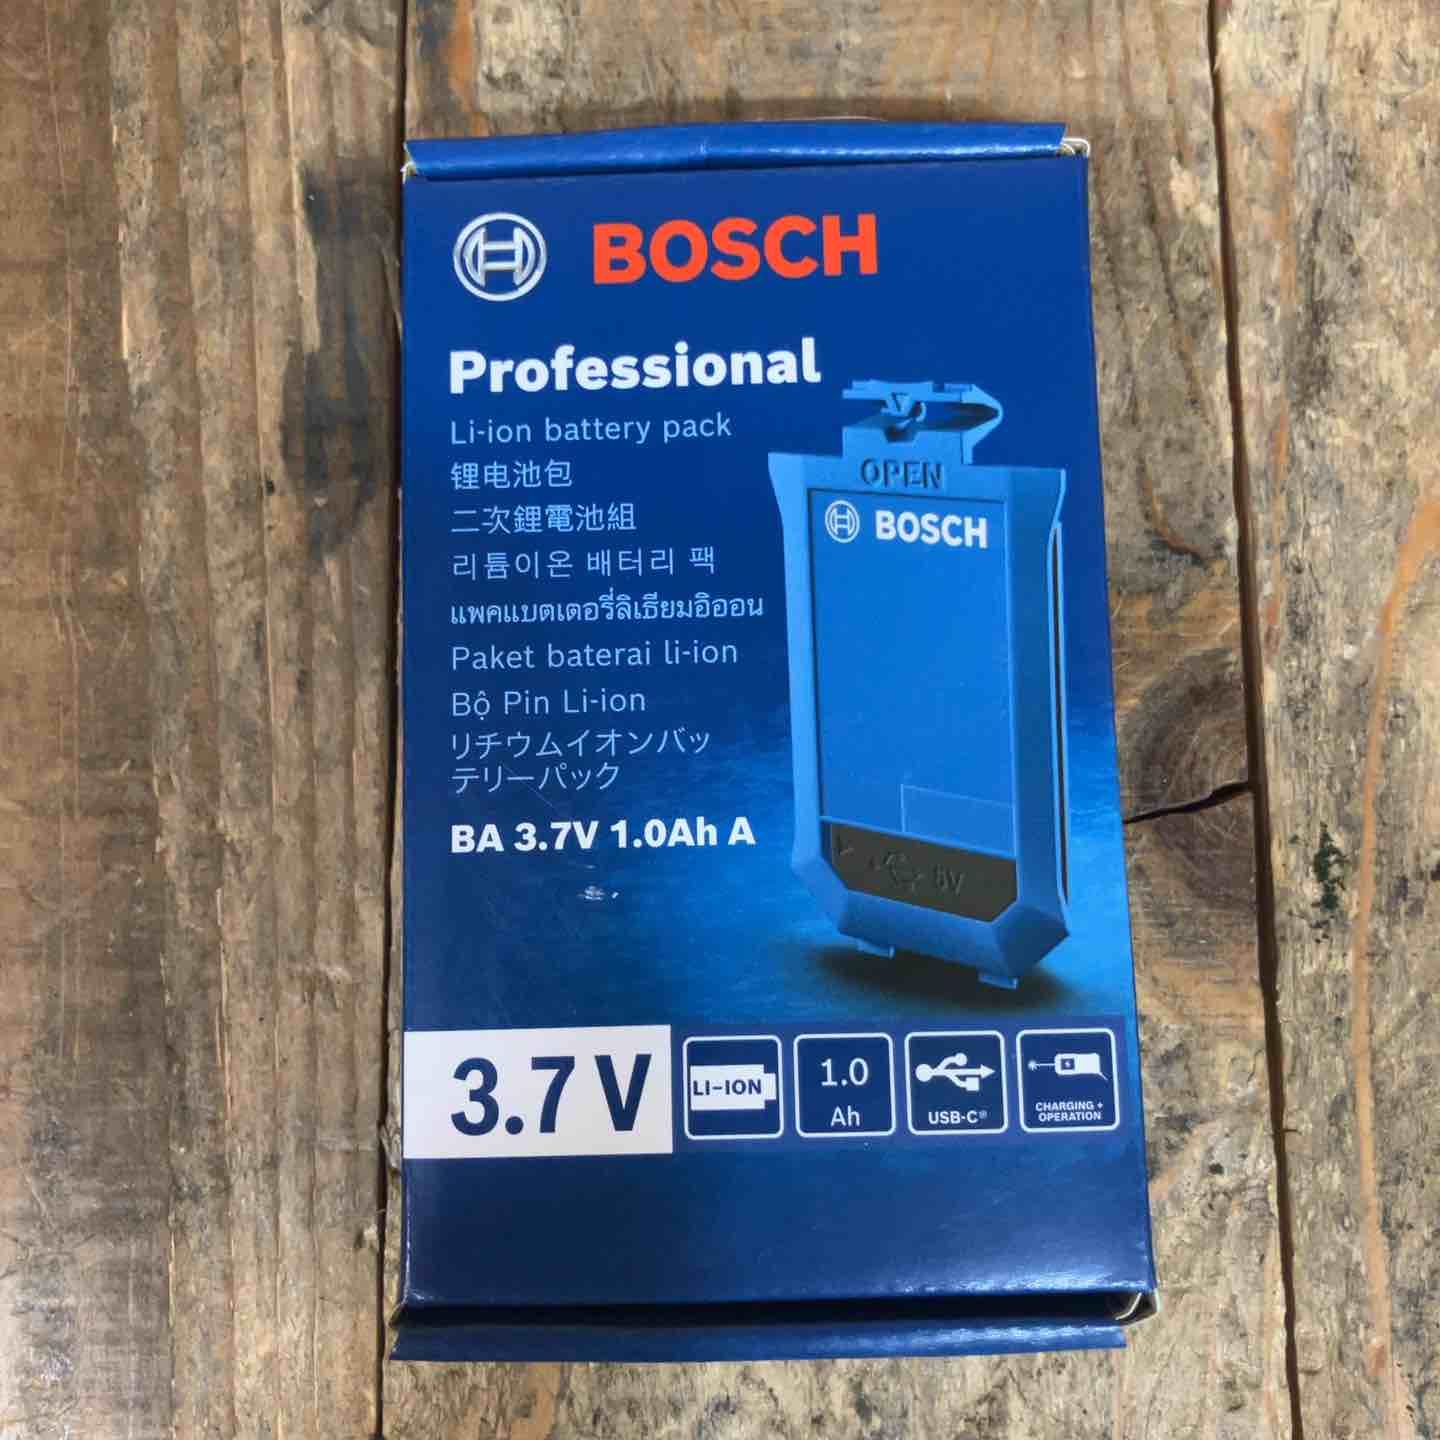 BOSCH
Professional
Li-ion battery pack
锂电池包
二次鋰電池組
리튬이온 배터리 팩
แพคแบตเตอรี่ลิเธียมอิออน
Paket baterai li-ion
Bộ Pin Li-ion
リチウムイオンバッ
テリーパック
BA 3.7V 1.0Ah A
OPEN
BOSCH
5V
3.7 V
LI-ION
1.0
Ah
USB-C®
CHARGING +
OPERATION